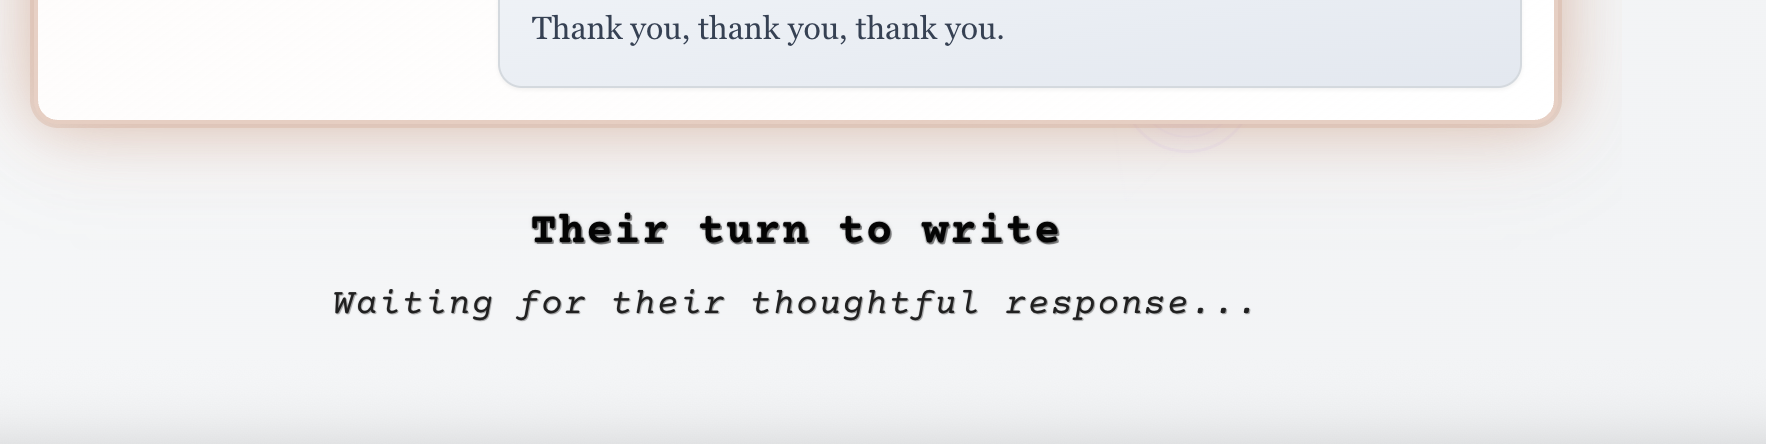 Thank you, thank you, thank you.
Their turn to write
Waiting for their thoughtful response...